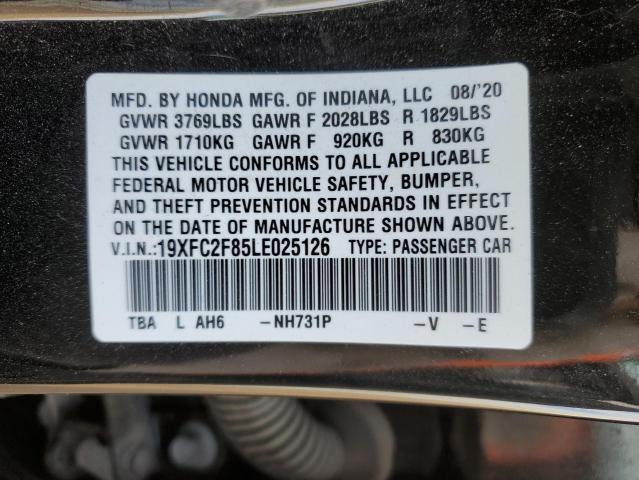 MFD. BY HONDA MFG. OF INDIANA, LLC 08/'20
GVWR 3769LBS GAWR F 2028LBS R 1829LBS
GVWR 1710KG GAWR F 920KG R 830KG
THIS VEHICLE CONFORMS TO ALL APPLICABLE
FEDERAL MOTOR VEHICLE SAFETY, BUMPER,
AND THEFT PREVENTION STANDARDS IN EFFECT
ON THE DATE OF MANUFACTURE SHOWN ABOVE.
V.I.N.:19XFC2F85LE025126 TYPE: PASSENGER CAR
TBA L AH6 -NH731P -V -E